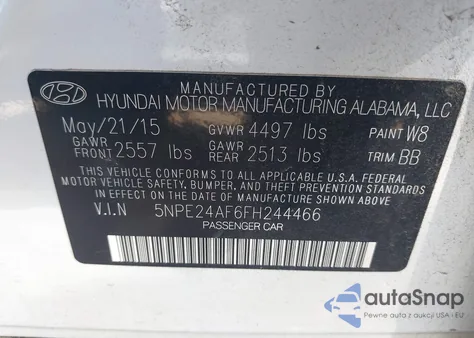 MANUFACTURED BY
HYUNDAI MOTOR MANUFACTURING ALABAMA, LLC
May/21/15 GVWR 4497 lbs PAINT W8
GAWR FRONT 2557 lbs GAWR REAR 2513 lbs TRIM BB
THIS VEHICLE CONFORMS TO ALL APPLICABLE U.S.A. FEDERAL
MOTOR VEHICLE SAFETY, BUMPER, AND THEFT PREVENTION
STANDARDS IN EFFECT ON THE DATE OF MANUFACTURE SHOWN ABOVE.
V.I.N 5NPE24AF6FH244466
PASSENGER CAR
autoSnap
Pewne auta z aukcji USA i EU